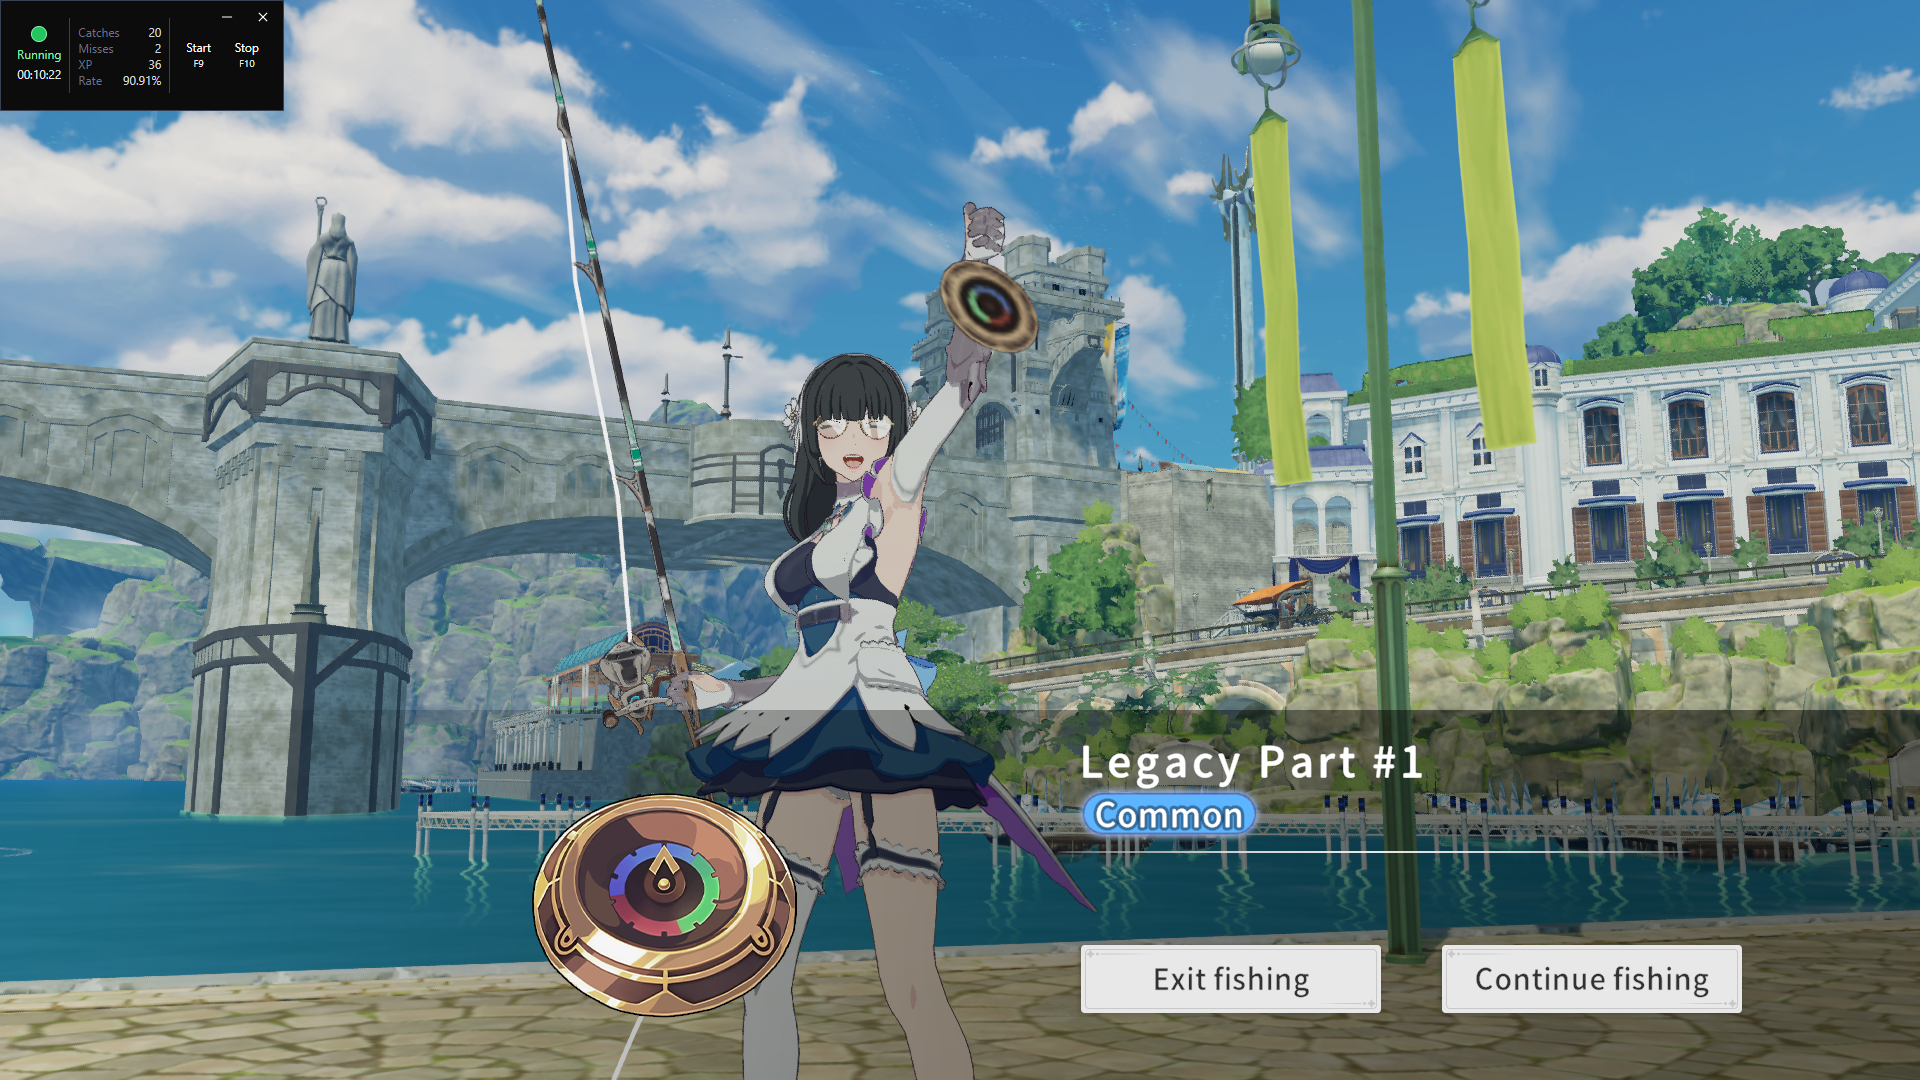 Running
00:10:22
Catches 20
Misses 2
XP 36
Rate 90.91%
Start
F9
Stop
F10
Legacy Part #1
Common
Exit fishing
Continue fishing